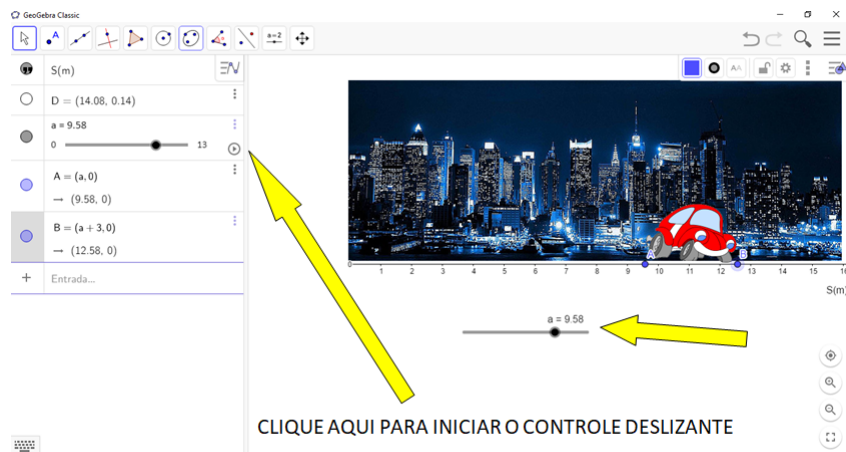 GeoGebra Classic
A
a=2
AA
S(m)
D = (14.08, 0.14)
a = 9.58
0 13
A = (a, 0)
→ (9.58, 0)
B = (a + 3, 0)
→ (12.58, 0)
+ Entrada...
A B
0 1 2 3 4 5 6 7 8 9 10 11 12 13 14 15 16
S(m)
a = 9.58
CLIQUE AQUI PARA INICIAR O CONTROLE DESLIZANTE